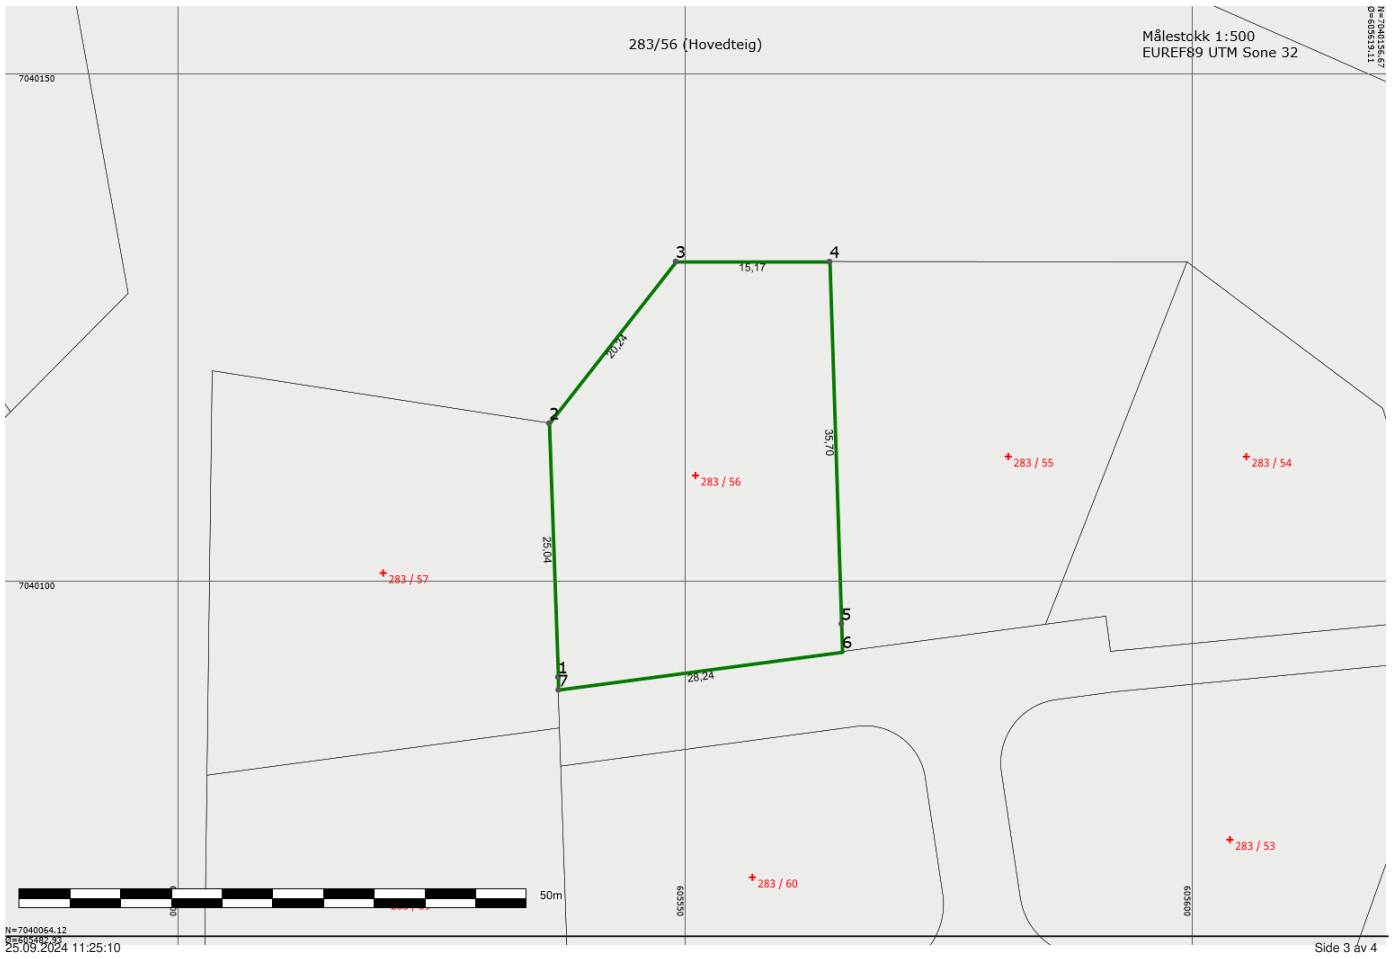 283/56 (Hovedteig)
Målestokk 1:500
EUREF89 UTM Sone 32
N=7040156.67
Ø=605619.11
7040150
3
4
15,17
20,24
2
35,70
283 / 55
283 / 54
283 / 56
25,04
283 / 57
7040100
5
6
1
7
28,24
283 / 53
283 / 60
605550
605600
50m
N=7040064.12
Ø=605482.93
25.09.2024 11:25:10
Side 3 av 4